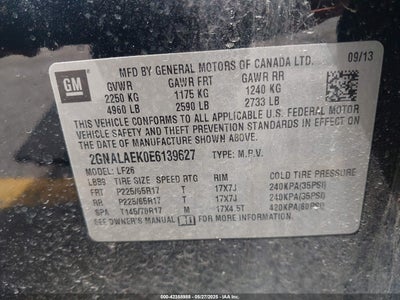 MFD BY GENERAL MOTORS OF CANADA LTD. 09/13
GM
GVWR GAWR FRT GAWR RR
2250 KG 1175 KG 1240 KG
4960 LB 2590 LB 2733 LB
THIS VEHICLE CONFORMS TO ALL APPLICABLE U.S. FEDERAL MOTOR
VEHICLE SAFETY, BUMPER, AND THEFT PREVENTION STANDARDS IN EFFECT ON
THE DATE OF MANUFACTURE SHOWN ABOVE.
2GNALAEK0E6139627 TYPE: M.P.V.
MODEL: LF26
TIRE SIZE SPEED RTG RIM COLD TIRE PRESSURE
FRT P225/65R17 T 17X7J 240KPA(35PSI)
RR P225/65R17 T 17X7J 240KPA(35PSI)
SPA T145/70R17 M 17X4.5T 420KPA(60PSI)
SEE OWNER'S MANUAL FOR MORE INFORMATION
000-42358988 - 05/27/2025 - IAAI.com